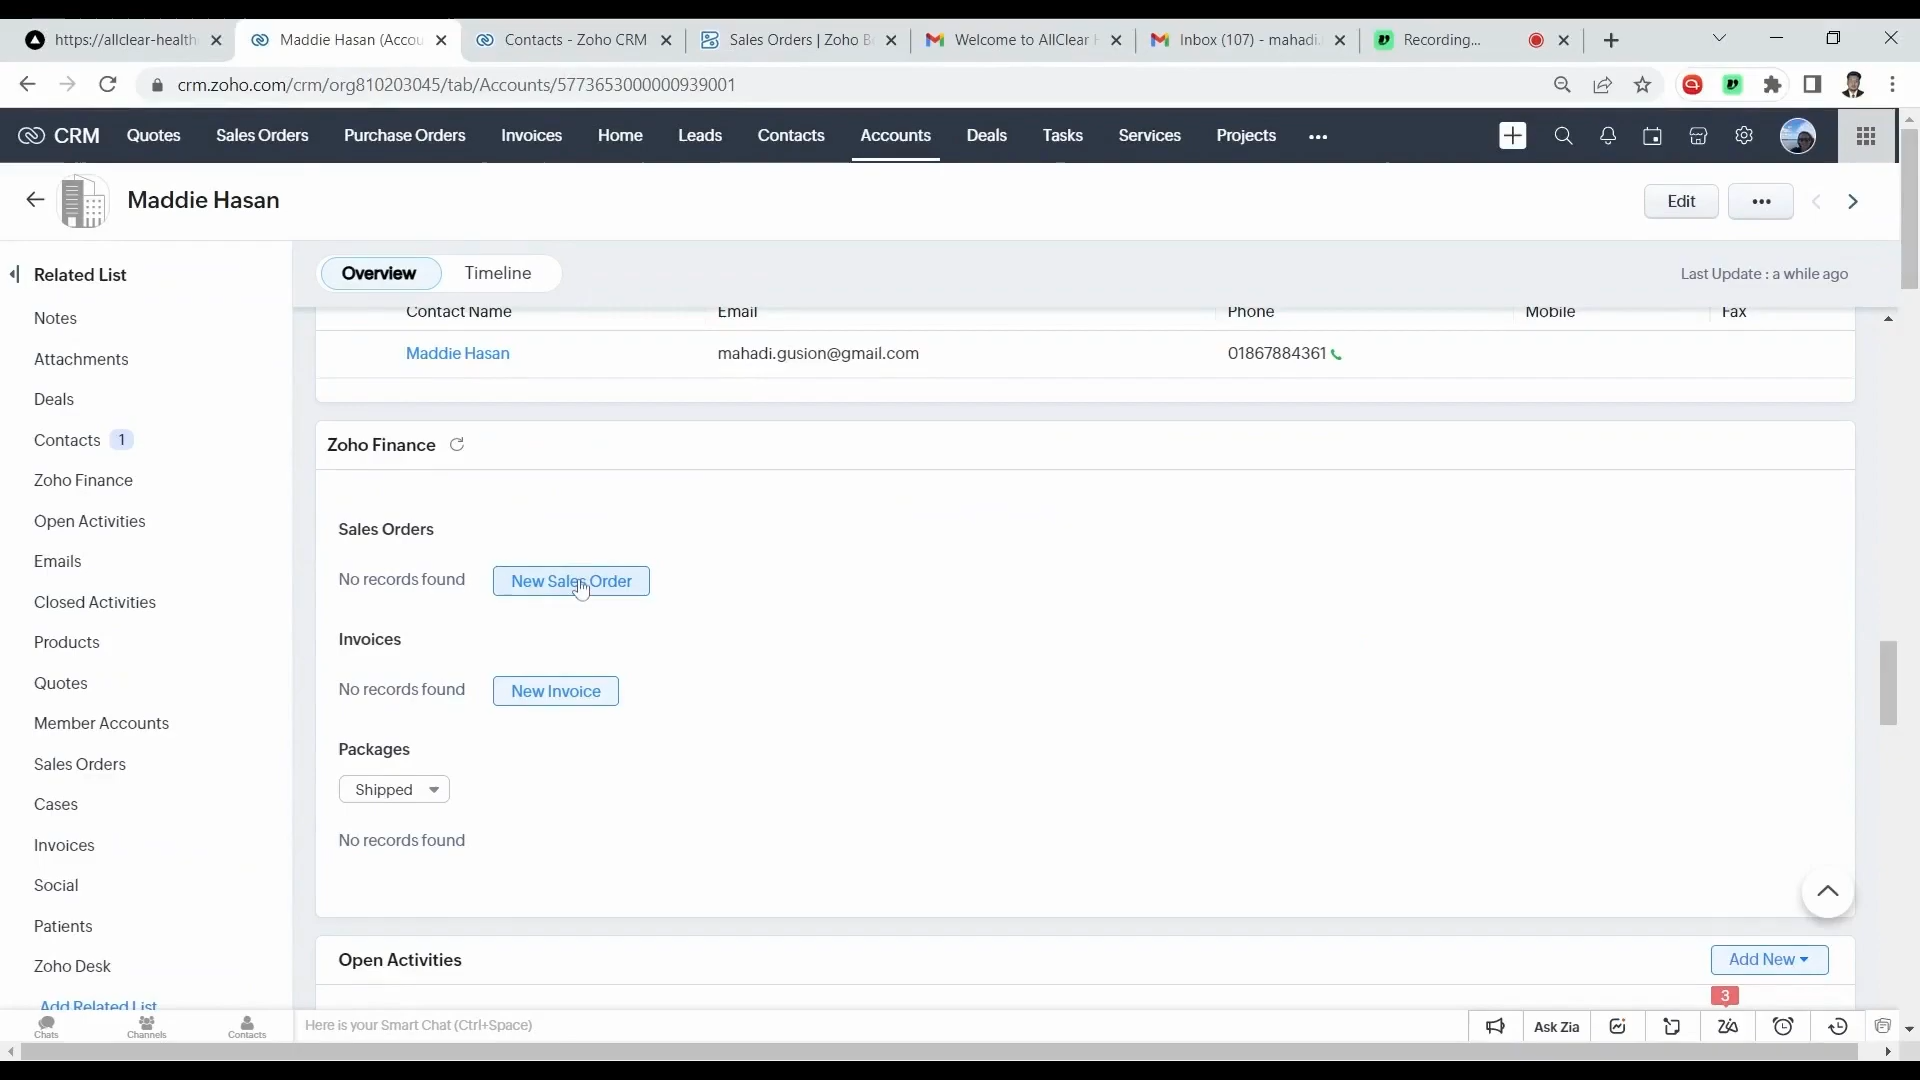 https://allclear-health
Maddie Hasan (Accou
Contacts - Zoho CRM
Sales Orders | Zoho B
Welcome to AllClear H
Inbox (107) - mahadi.
Recording...
crm.zoho.com/crm/org810203045/tab/Accounts/5773653000000939001
CRM
Quotes
Sales Orders
Purchase Orders
Invoices
Home
Leads
Contacts
Accounts
Deals
Tasks
Services
Projects
Maddie Hasan
Edit
Related List
Notes
Attachments
Deals
Contacts 1
Zoho Finance
Open Activities
Emails
Closed Activities
Products
Quotes
Member Accounts
Sales Orders
Cases
Invoices
Social
Patients
Zoho Desk
Add Related List
Overview
Timeline
Last Update : a while ago
Contact Name
Email
Phone
Mobile
Fax
Maddie Hasan
mahadi.gusion@gmail.com
01867884361
Zoho Finance
Sales Orders
No records found
New Sales Order
Invoices
No records found
New Invoice
Packages
Shipped
No records found
Open Activities
Add New
3
Chats
Channels
Contacts
Here is your Smart Chat (Ctrl+Space)
Ask Zia